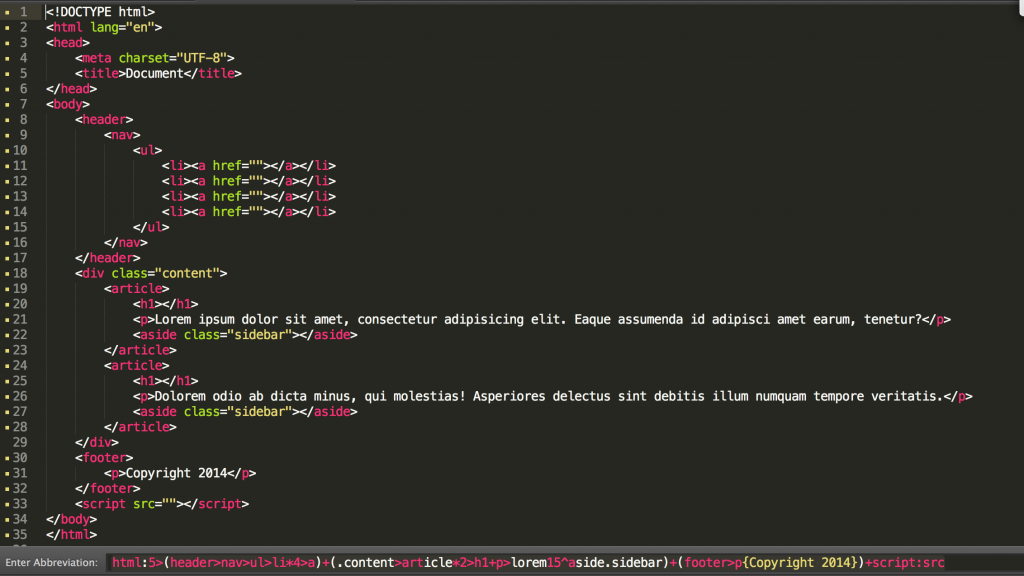 1 <!DOCTYPE html>
2 <html lang="en">
3 <head>
4     <meta charset="UTF-8">
5     <title>Document</title>
6 </head>
7 <body>
8     <header>
9         <nav>
10             <ul>
11                 <li><a href=""></a></li>
12                 <li><a href=""></a></li>
13                 <li><a href=""></a></li>
14                 <li><a href=""></a></li>
15             </ul>
16         </nav>
17     </header>
18     <div class="content">
19         <article>
20             <h1></h1>
21             <p>Lorem ipsum dolor sit amet, consectetur adipisicing elit. Eaque assumenda id adipisci amet earum, tenetur?</p>
22             <aside class="sidebar"></aside>
23         </article>
24         <article>
25             <h1></h1>
26             <p>Dolorem odio ab dicta minus, qui molestias! Asperiores delectus sint debitis illum numquam tempore veritatis.</p>
27             <aside class="sidebar"></aside>
28         </article>
29     </div>
30     <footer>
31         <p>Copyright 2014</p>
32     </footer>
33     <script src=""></script>
34 </body>
35 </html>
Enter Abbreviation: html:5>(header>nav>ul>li*4>a)+(.content>article*2>h1+p>lorem15^aside.sidebar)+(footer>p{Copyright 2014})+script:src